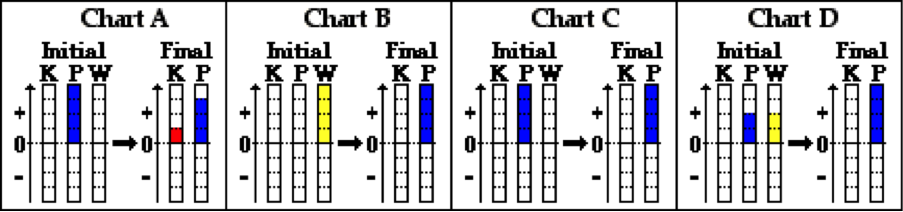 Chart A
Initial Final
K P W K P
+ +
0 0
- -
Chart B
Initial Final
K P W K P
+ +
0 0
- -
Chart C
Initial Final
K P W K P
+ +
0 0
- -
Chart D
Initial Final
K P W K P
+ +
0 0
- -